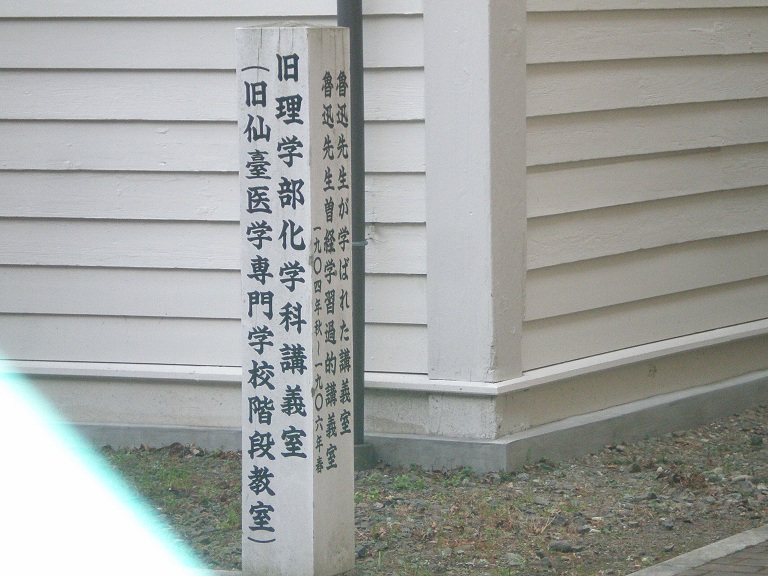 旧理学部化学科講義室
(旧仙臺医学専門学校階段教室)
魯迅先生が学ばれた講義室
魯迅先生曽経学習過的講義室
一九〇四年秋~一九〇六年春